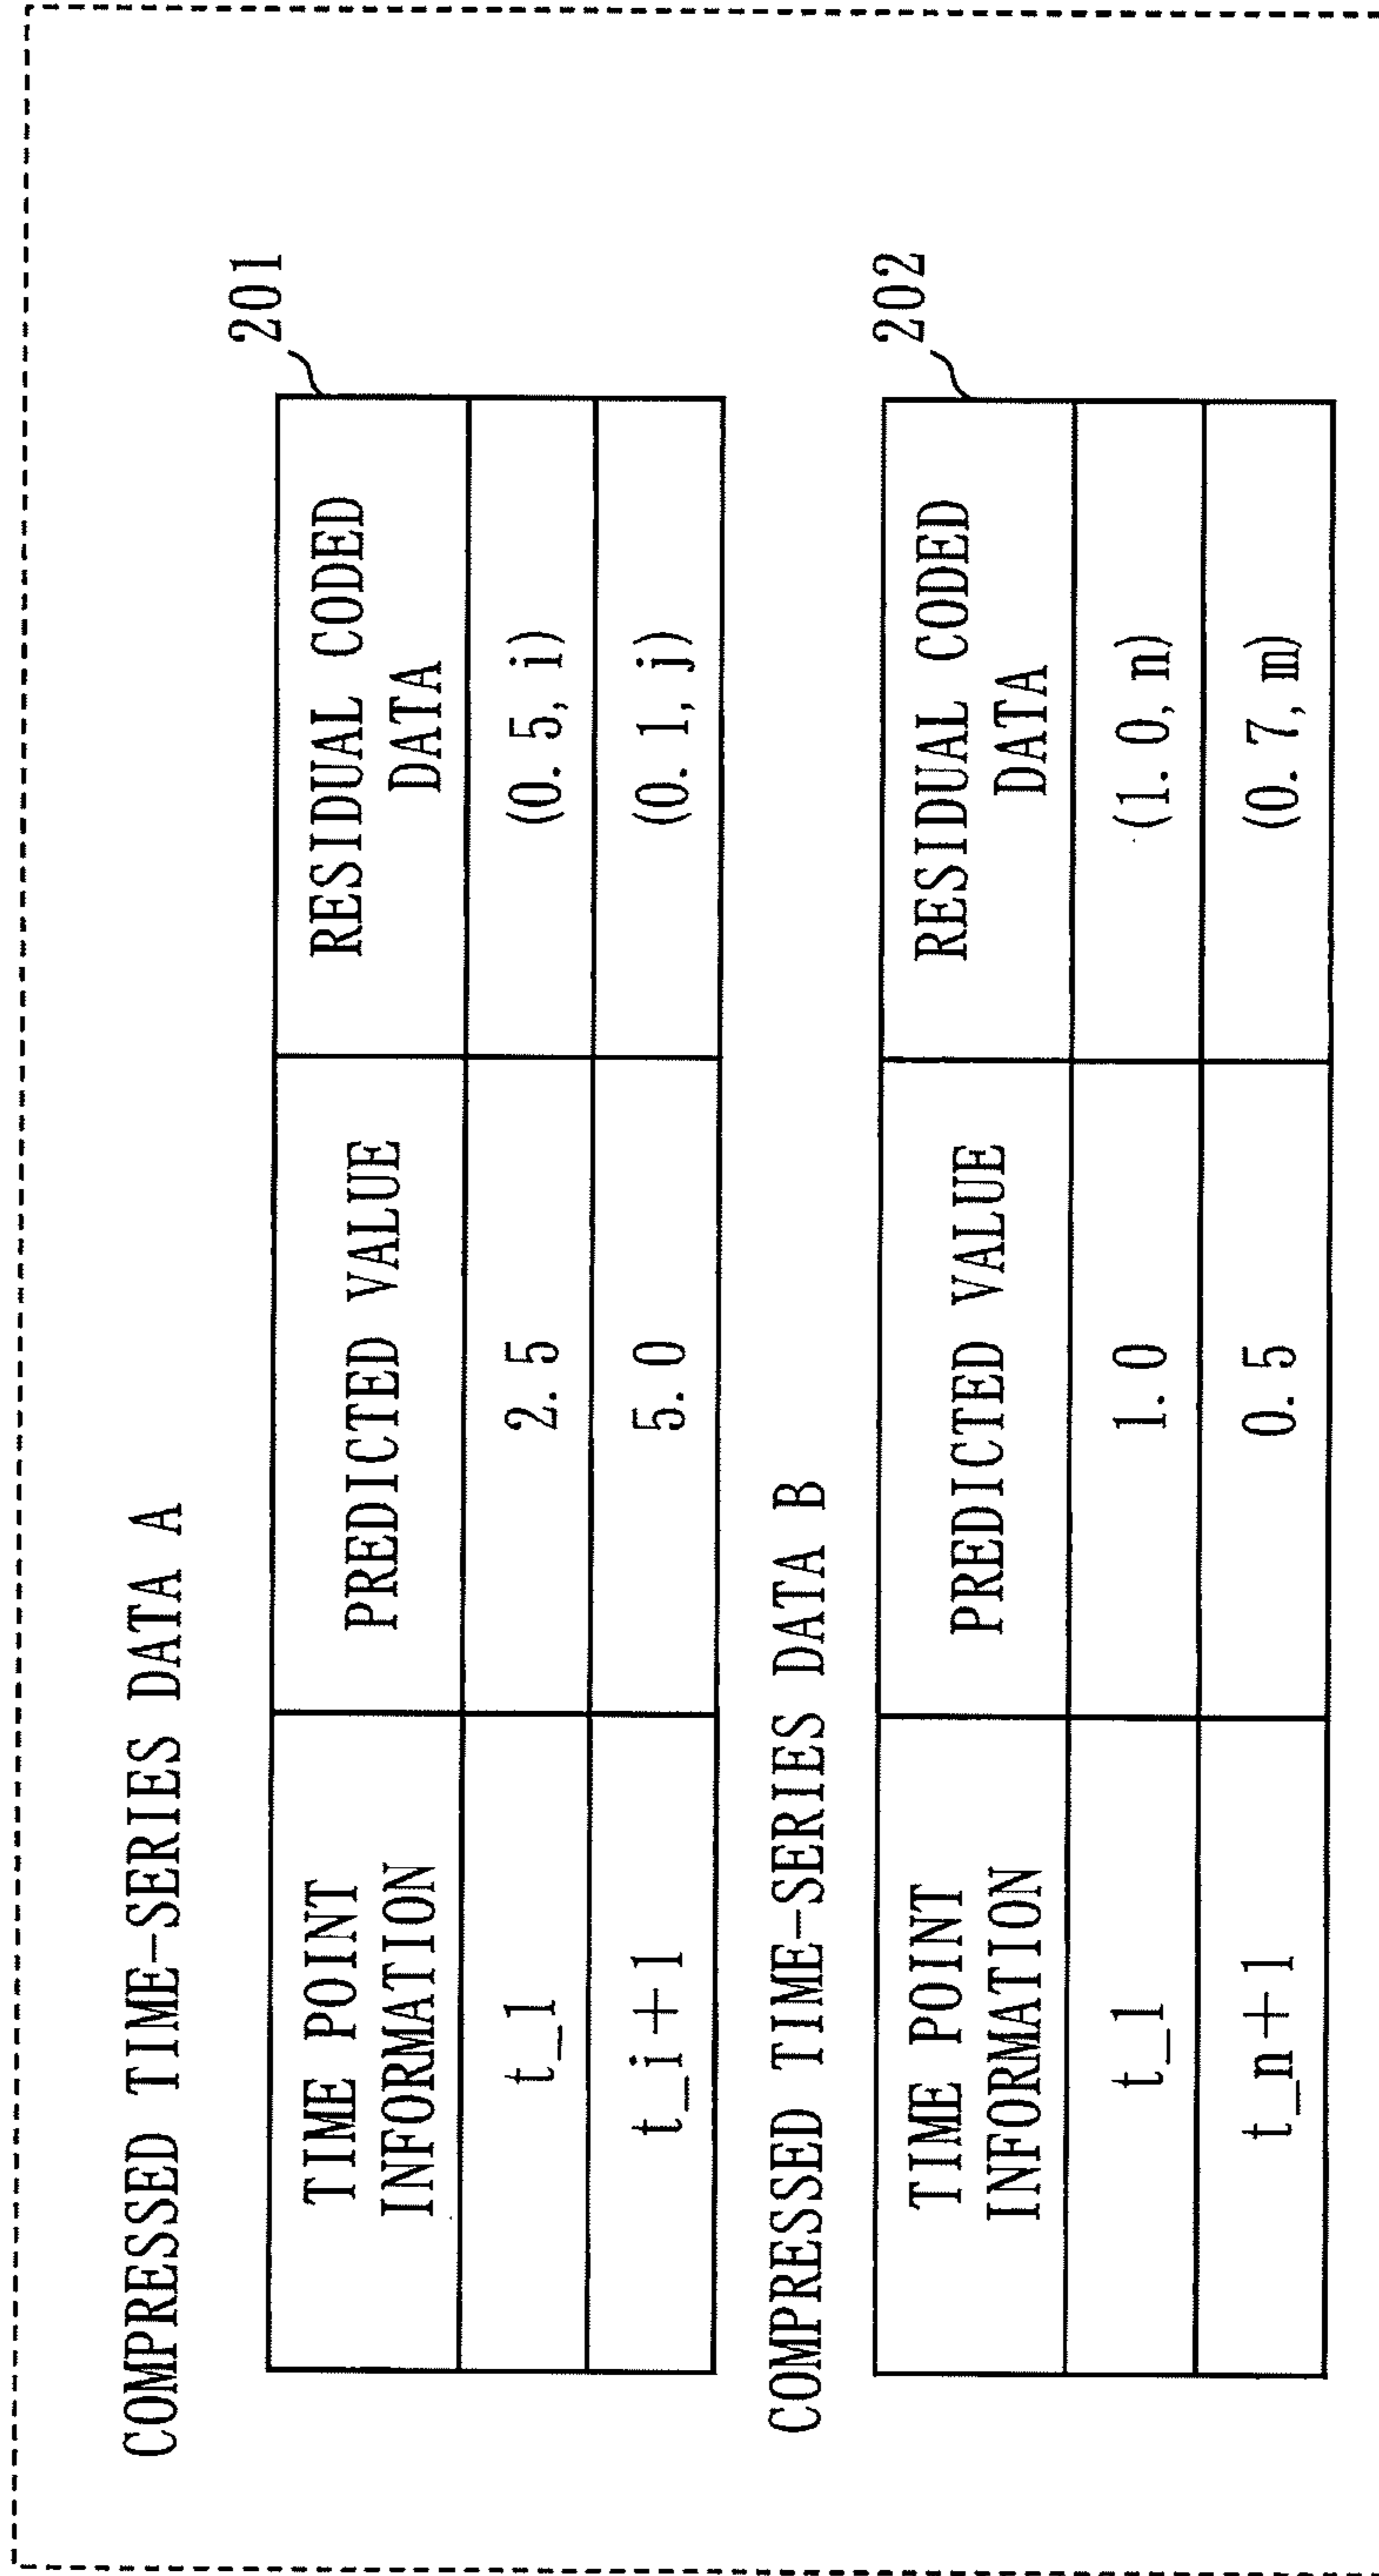 COMPRESSED TIME-SERIES DATA A
201
TIME POINT INFORMATION PREDICTED VALUE RESIDUAL CODED DATA
t_1 2.5 (0.5, i)
t_i+1 5.0 (0.1, j)
COMPRESSED TIME-SERIES DATA B
202
TIME POINT INFORMATION PREDICTED VALUE RESIDUAL CODED DATA
t_1 1.0 (1.0, n)
t_n+1 0.5 (0.7, m)